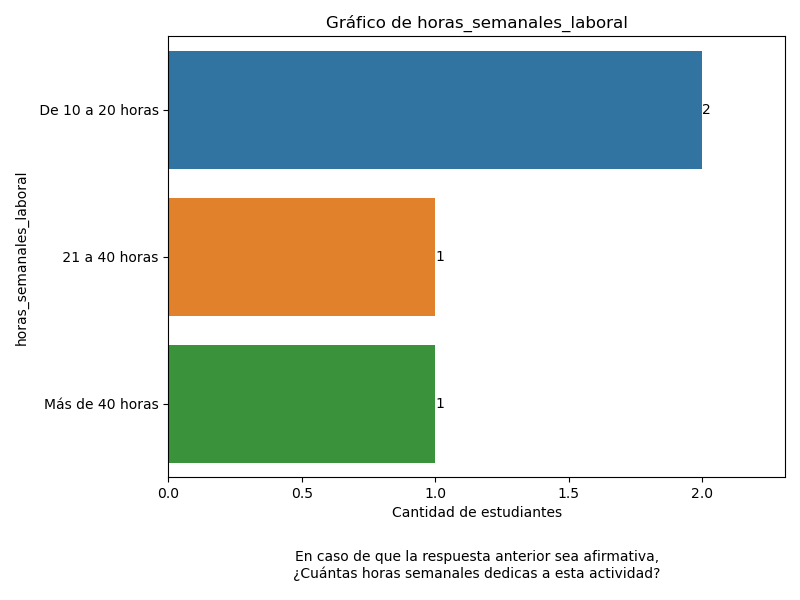 Gráfico de horas_semanales_laboral
horas_semanales_laboral
De 10 a 20 horas
2
21 a 40 horas
1
Más de 40 horas
1
0.0 0.5 1.0 1.5 2.0
Cantidad de estudiantes
En caso de que la respuesta anterior sea afirmativa,
¿Cuántas horas semanales dedicas a esta actividad?